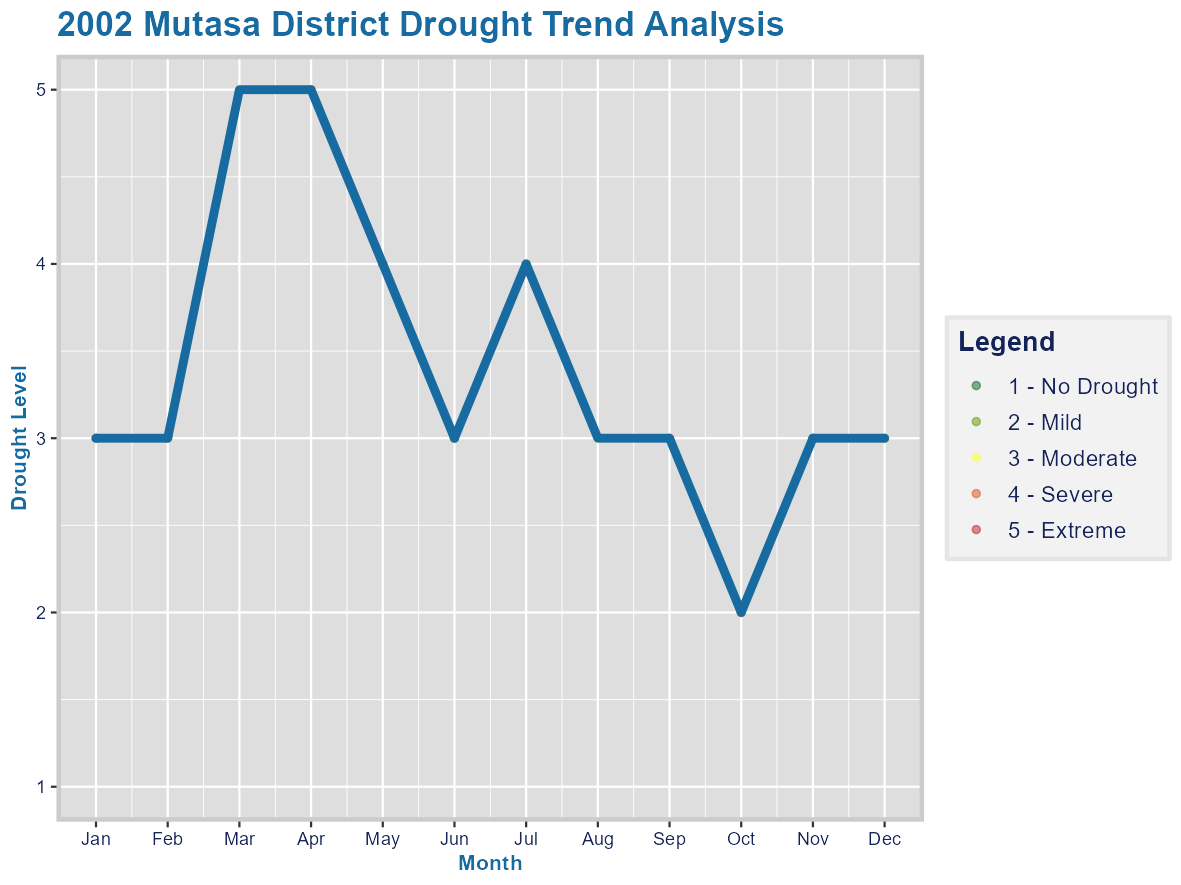 2002 Mutasa District Drought Trend Analysis
Drought Level
5
4
3
2
1
Jan Feb Mar Apr May Jun Jul Aug Sep Oct Nov Dec
Month
Legend
1 - No Drought
2 - Mild
3 - Moderate
4 - Severe
5 - Extreme